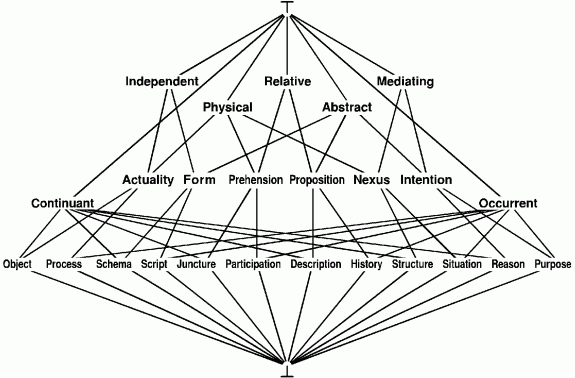 ⊤
Independent Relative Mediating
Physical Abstract
Actuality Form Prehension Proposition Nexus Intention
Continuant Occurrent
Object Process Schema Script Juncture Participation Description History Structure Situation Reason Purpose
⊥